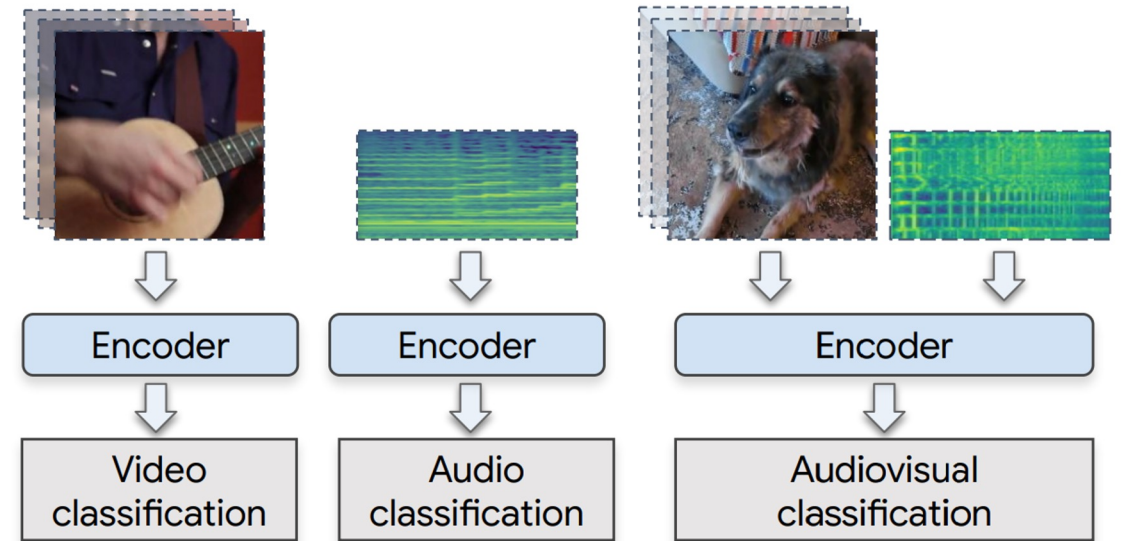 Encoder
Encoder
Encoder
Video
classification
Audio
classification
Audiovisual
classification